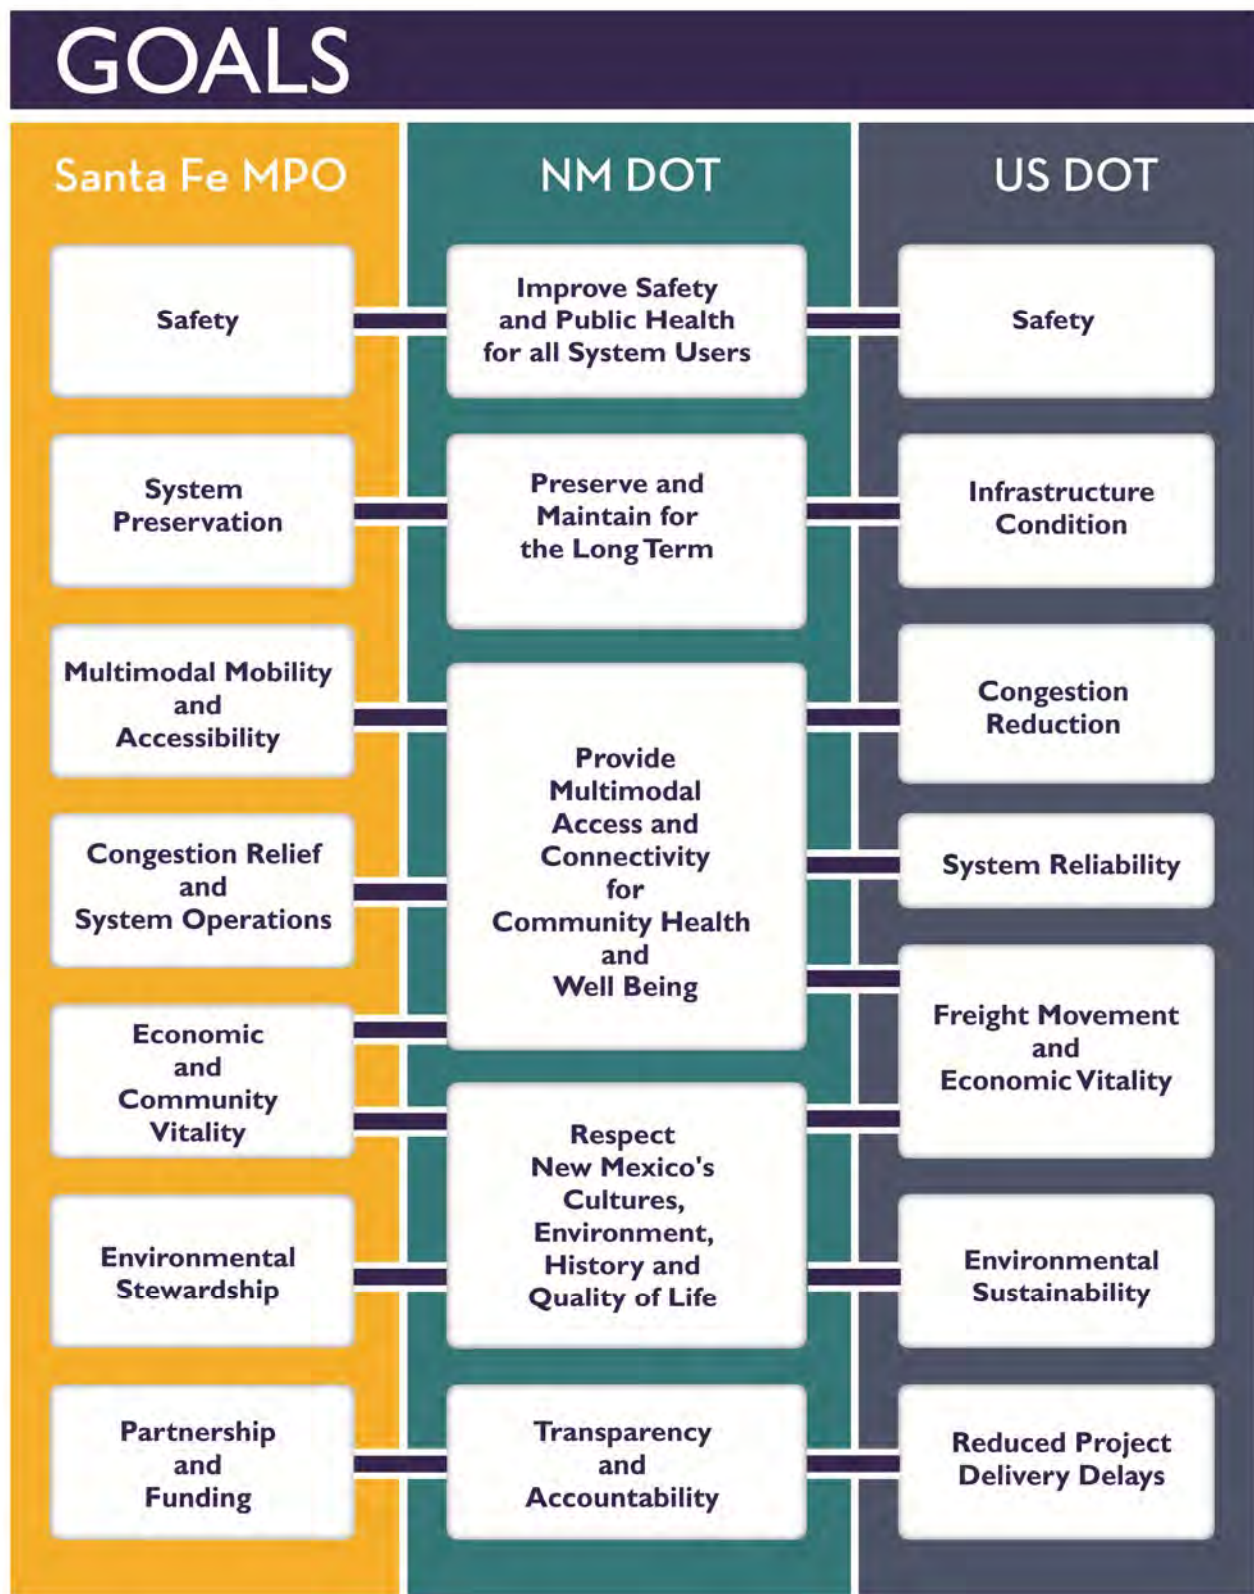 GOALS
Santa Fe MPO
Safety
System
Preservation
Multimodal Mobility
and
Accessibility
Congestion Relief
and
System Operations
Economic
and
Community
Vitality
Environmental
Stewardship
Partnership
and
Funding
NM DOT
Improve Safety
and Public Health
for all System Users
Preserve and
Maintain for
the Long Term
Provide
Multimodal
Access and
Connectivity
for
Community Health
and
Well Being
Respect
New Mexico's
Cultures,
Environment,
History and
Quality of Life
Transparency
and
Accountability
US DOT
Safety
Infrastructure
Condition
Congestion
Reduction
System Reliability
Freight Movement
and
Economic Vitality
Environmental
Sustainability
Reduced Project
Delivery Delays